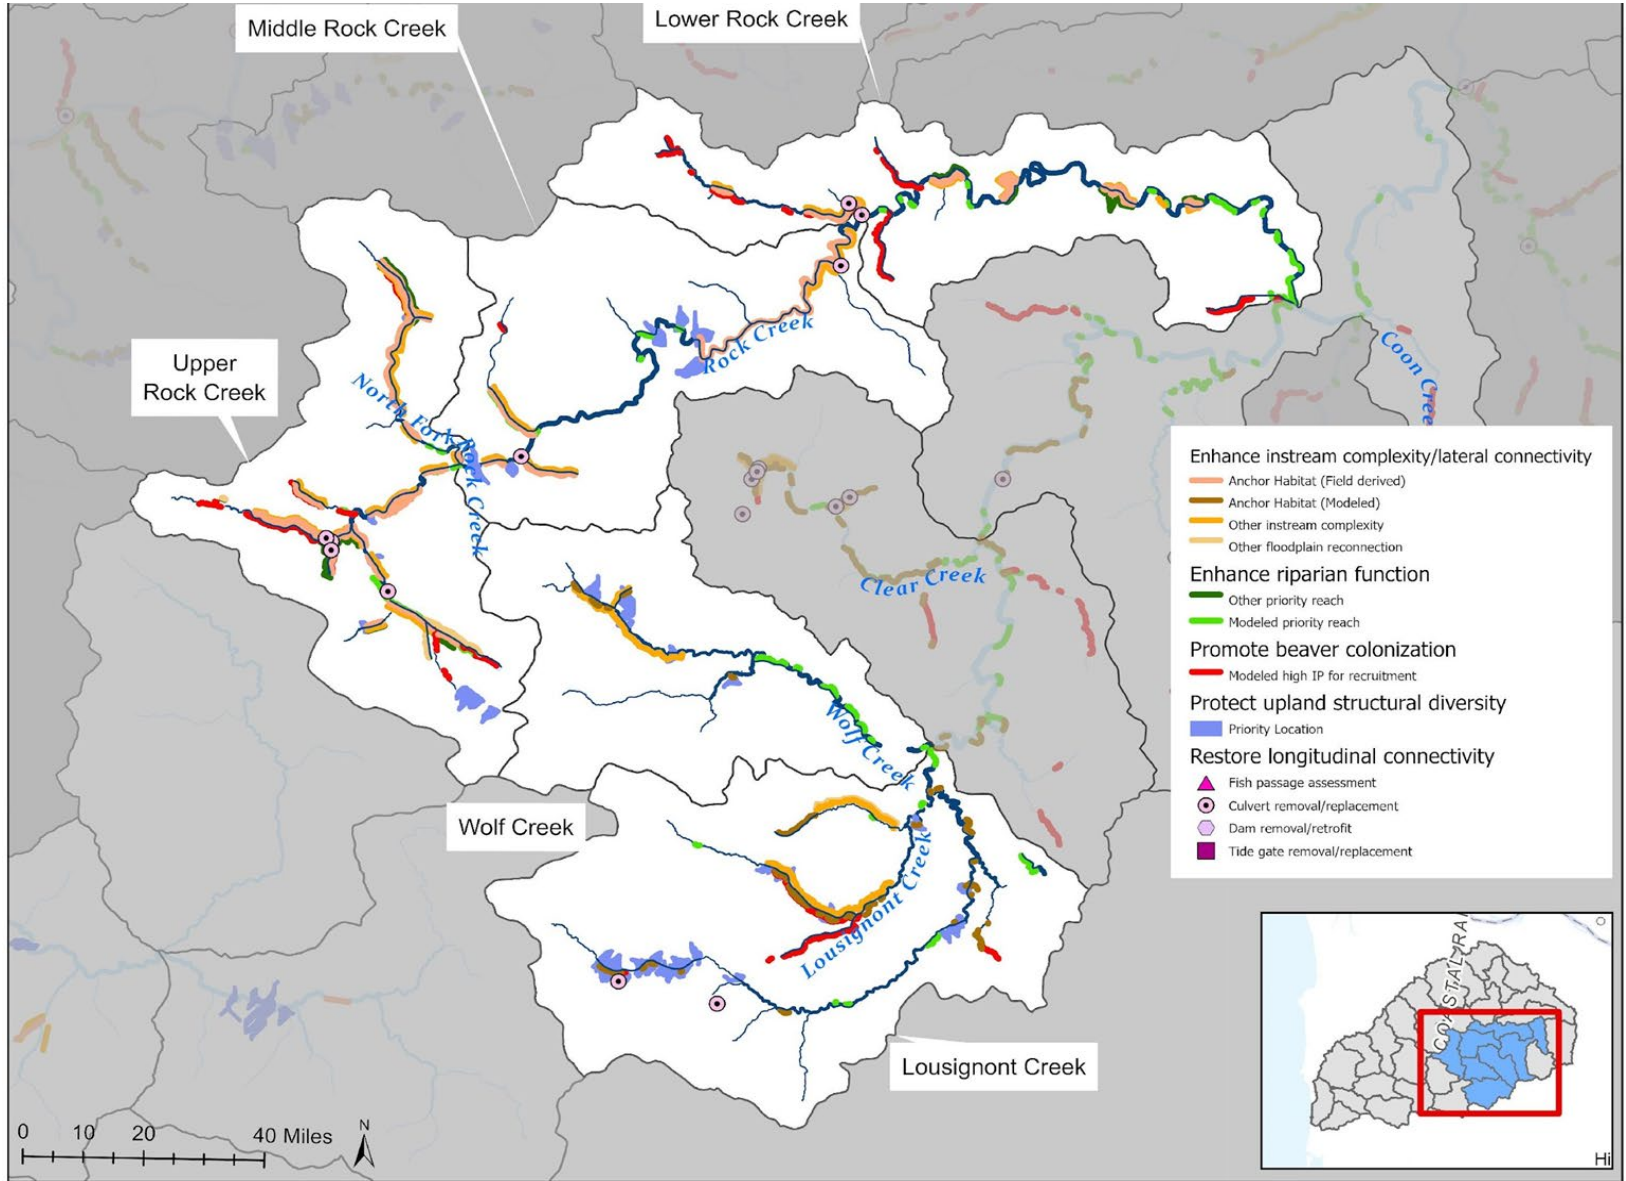 Middle Rock Creek
Lower Rock Creek
Upper
Rock Creek
Rock Creek
North Fork Rock Creek
Coon Cree
Clear Creek
Wolf Creek
Wolf Creek
Lousignont Creek
Lousignont Creek
Enhance instream complexity/lateral connectivity
Anchor Habitat (Field derived)
Anchor Habitat (Modeled)
Other instream complexity
Other floodplain reconnection
Enhance riparian function
Other priority reach
Modeled priority reach
Promote beaver colonization
Modeled high IP for recruitment
Protect upland structural diversity
Priority Location
Restore longitudinal connectivity
Fish passage assessment
Culvert removal/replacement
Dam removal/retrofit
Tide gate removal/replacement
0 10 20 40 Miles
N
COASTAL RA
Hi